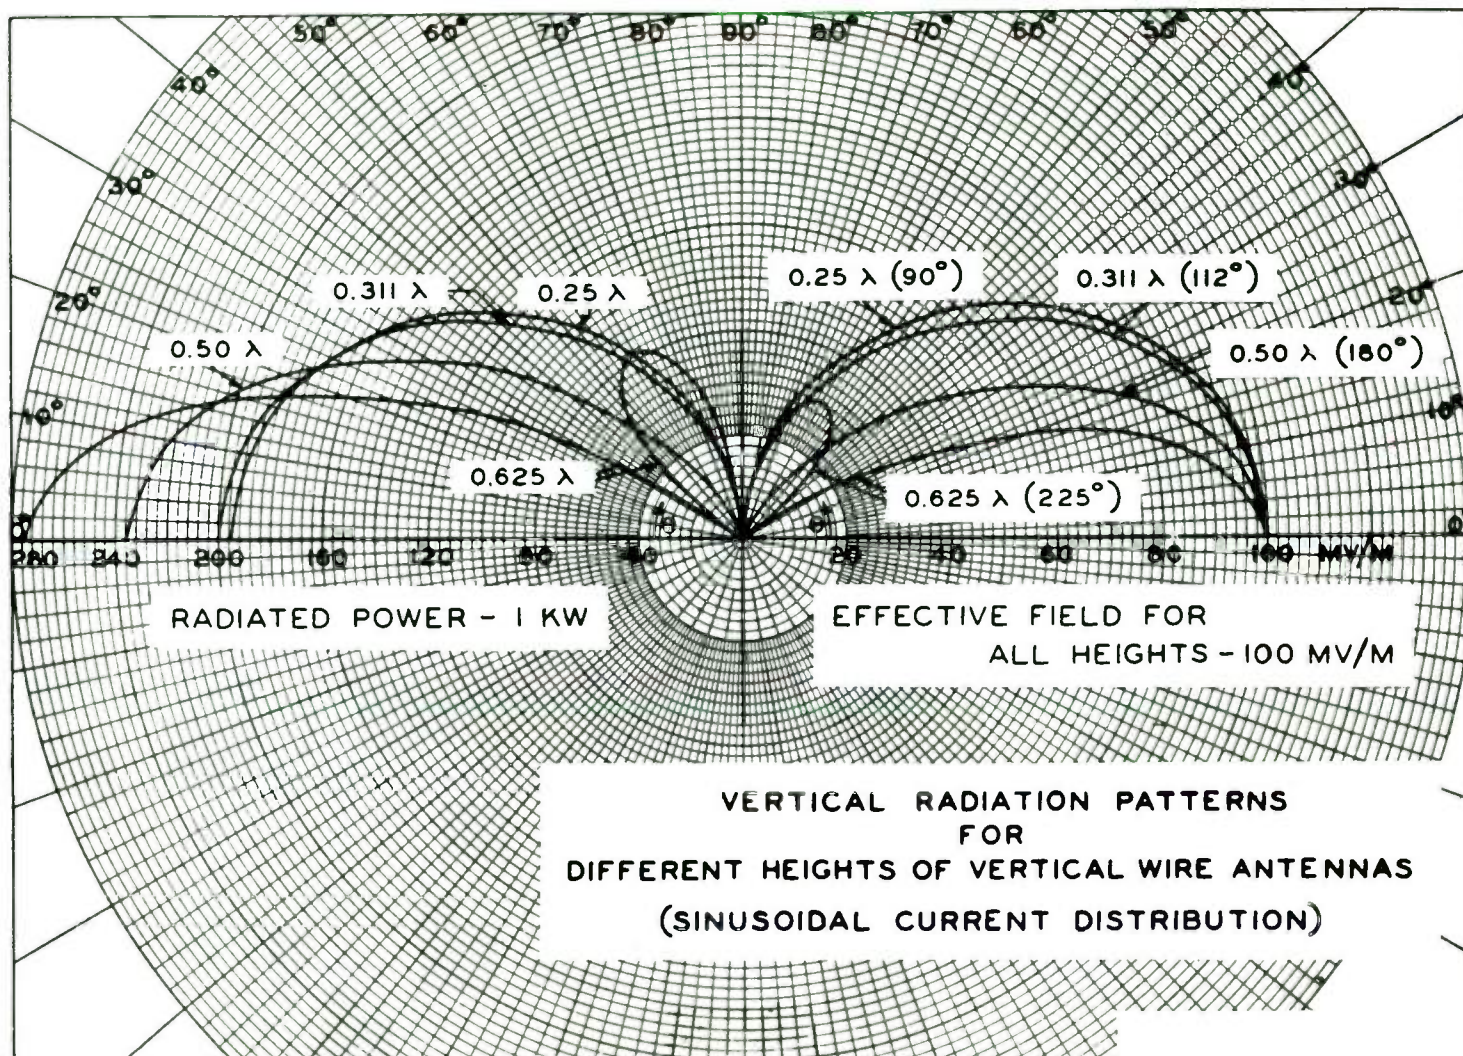 50° 60° 70° 80° 90° 80° 70° 60° 50°
40° 40°
30° 30°
20° 20°
10° 10°
0.311 λ
0.25 λ
0.25 λ (90°)
0.311 λ (112°)
0.50 λ
0.50 λ (180°)
0.625 λ
0.625 λ (225°)
280 240 200 160 120 80 40 20 40 60 80 100 MV/M
RADIATED POWER - 1 KW
EFFECTIVE FIELD FOR
ALL HEIGHTS - 100 MV/M
VERTICAL RADIATION PATTERNS
FOR
DIFFERENT HEIGHTS OF VERTICAL WIRE ANTENNAS
(SINUSOIDAL CURRENT DISTRIBUTION)